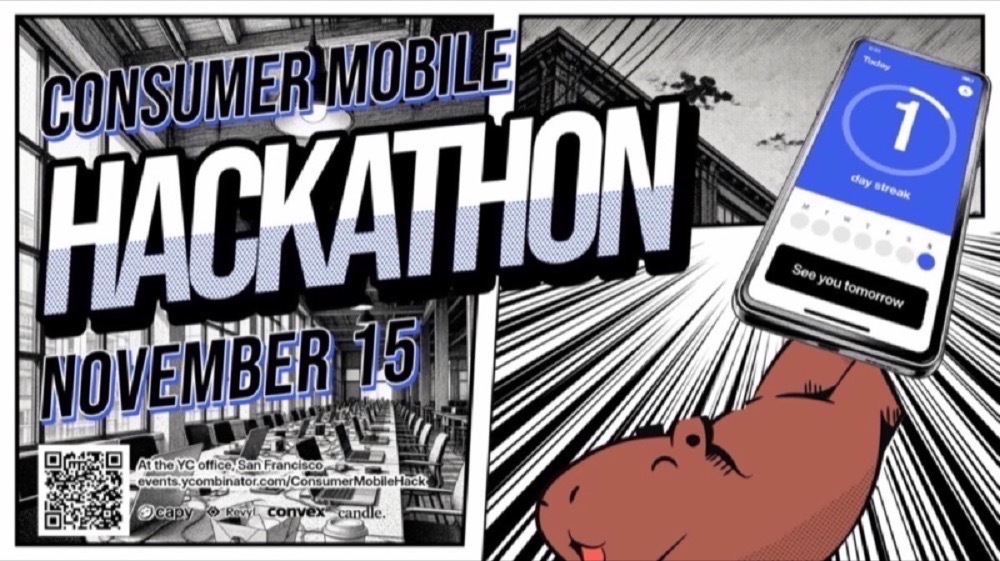 CONSUMER MOBILE
HACKATHON
NOVEMBER 15
At the YC office, San Francisco
events.ycombinator.com/ConsumerMobileHack
capy Revyl convex candle.
Today
1
day streak
M T W T F S S
See you tomorrow